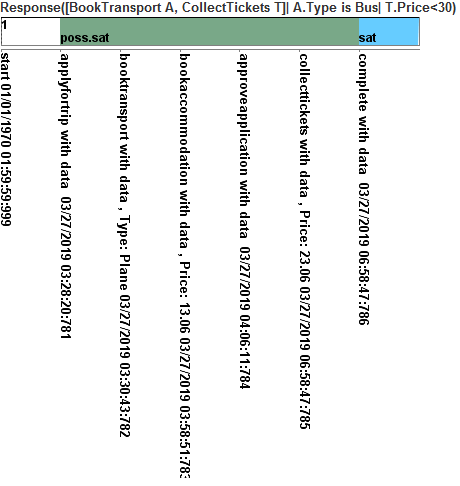 Response([BookTransport A, CollectTickets T]| A.Type is Bus| T.Price<30)
1
poss.sat
sat
start 01/01/1970 01:59:59:999
applyfortrip with data 03/27/2019 03:28:20:781
booktransport with data , Type: Plane 03/27/2019 03:30:43:782
bookaccommodation with data , Price: 13.06 03/27/2019 03:58:51:783
approveapplication with data 03/27/2019 04:06:11:784
collecttickets with data , Price: 23.06 03/27/2019 06:58:47:785
complete with data 03/27/2019 06:58:47:786